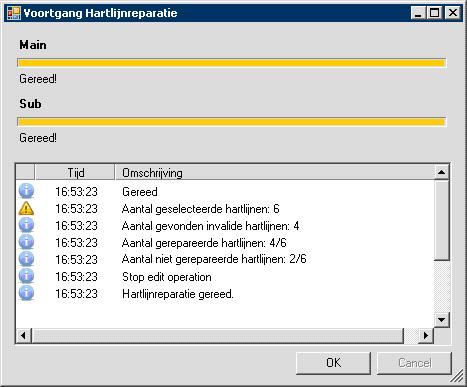 Voortgang Hartlijnreparatie
Main
Gereed!
Sub
Gereed!
Tijd Omschrijving
16:53:23 Gereed
16:53:23 Aantal geselecteerde hartlijnen: 6
16:53:23 Aantal gevonden invalide hartlijnen: 4
16:53:23 Aantal gerepareerde hartlijnen: 4/6
16:53:23 Aantal niet gerepareerde hartlijnen: 2/6
16:53:23 Stop edit operation
16:53:23 Hartlijnreparatie gereed.
OK Cancel